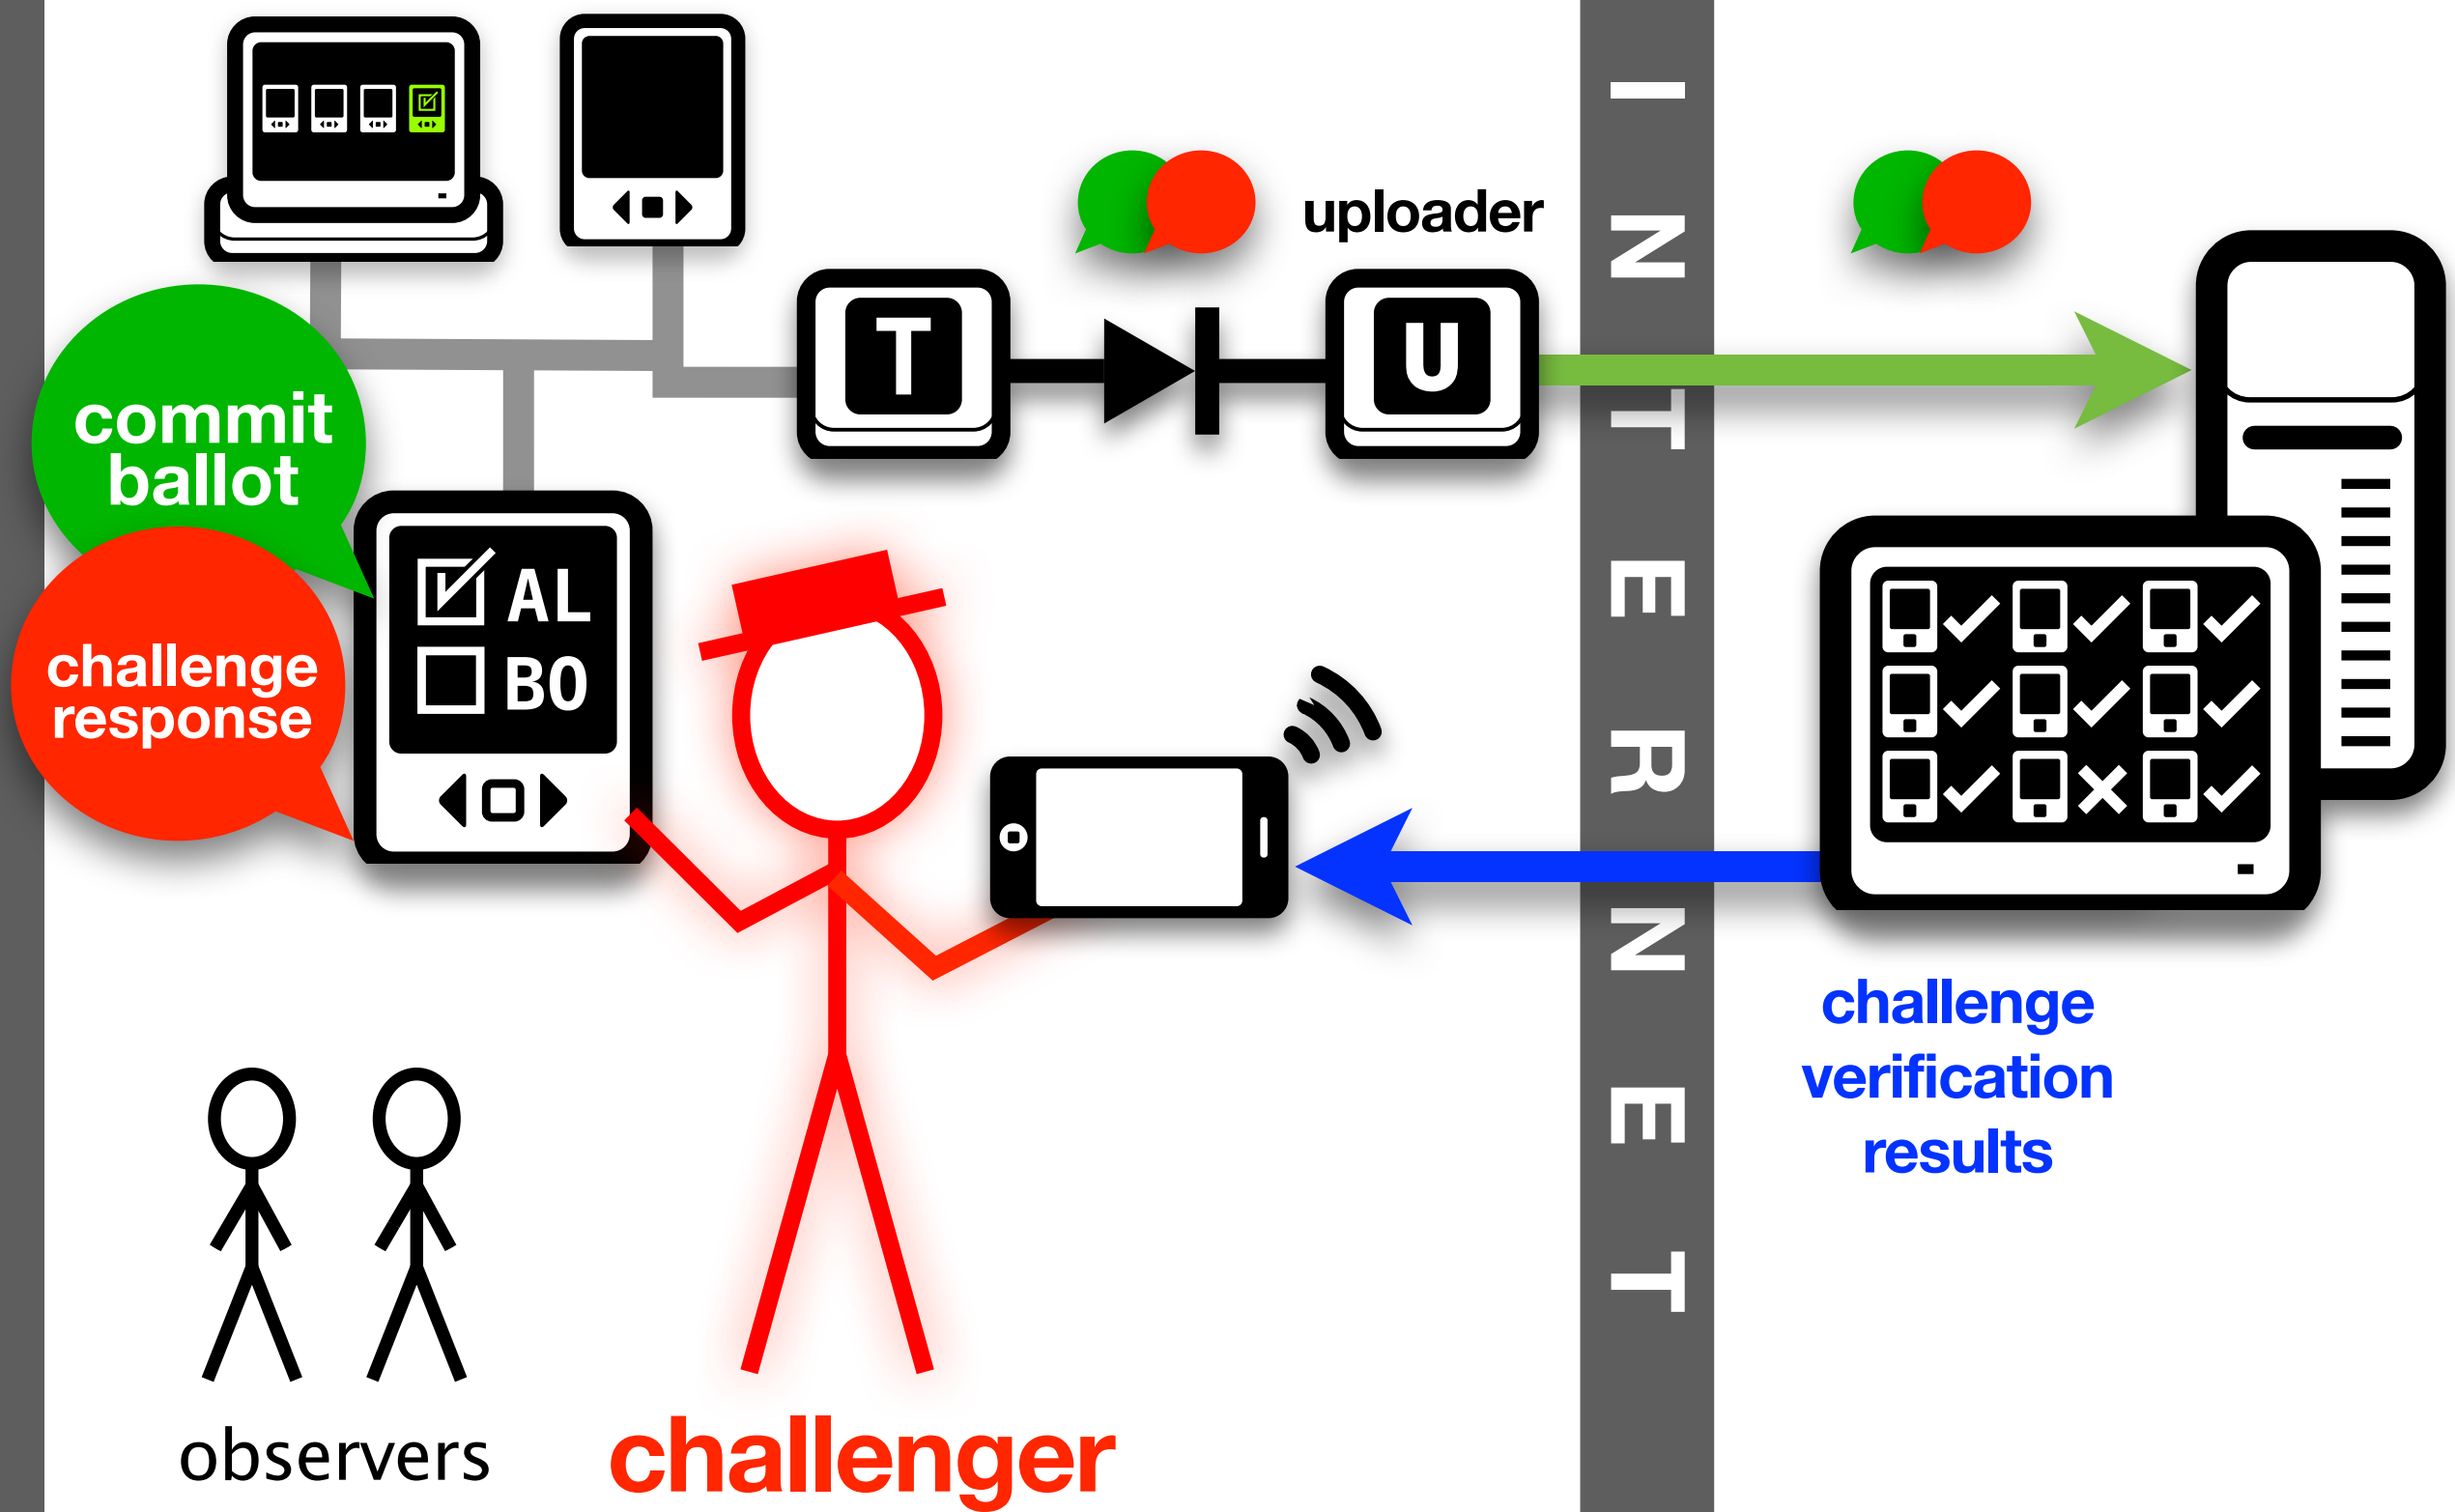 uploader
T
U
commit
ballot
challenge
response
AL
BO
INTERNET
challenge
verification
results
observers
challenger